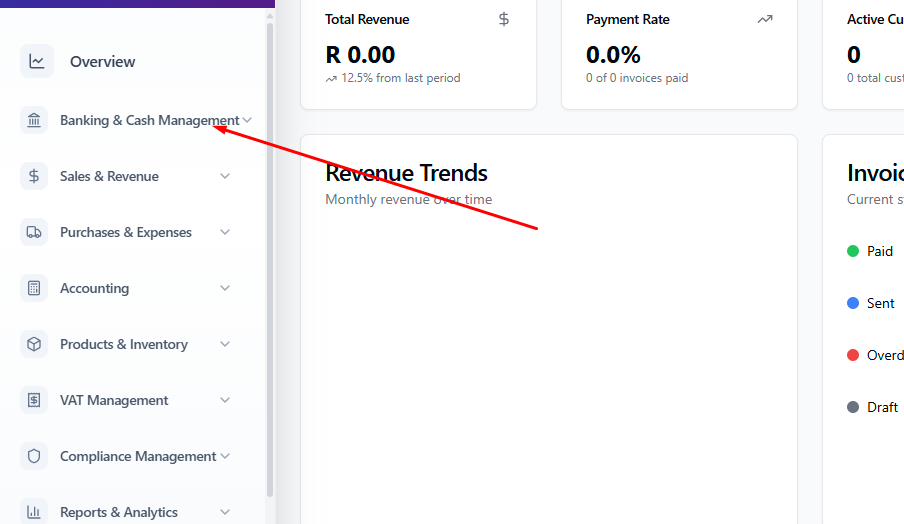 Overview
Banking & Cash Management
Sales & Revenue
Purchases & Expenses
Accounting
Products & Inventory
VAT Management
Compliance Management
Reports & Analytics
Total Revenue
R 0.00
12.5% from last period
Payment Rate
0.0%
0 of 0 invoices paid
Active Cu
0
0 total cust
Revenue Trends
Monthly revenue over time
Invoic
Current s
Paid
Sent
Overd
Draft